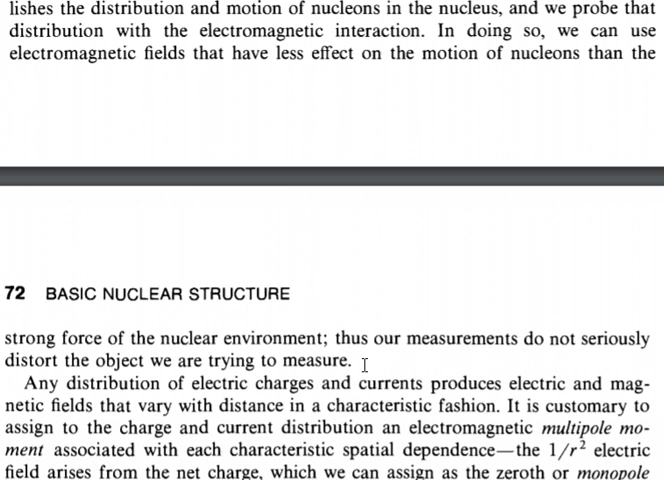 lishes the distribution and motion of nucleons in the nucleus, and we probe that
distribution with the electromagnetic interaction. In doing so, we can use
electromagnetic fields that have less effect on the motion of nucleons than the
72 BASIC NUCLEAR STRUCTURE
strong force of the nuclear environment; thus our measurements do not seriously
distort the object we are trying to measure.
Any distribution of electric charges and currents produces electric and mag-
netic fields that vary with distance in a characteristic fashion. It is customary to
assign to the charge and current distribution an electromagnetic multipole mo-
ment associated with each characteristic spatial dependence—the 1/r² electric
field arises from the net charge, which we can assign as the zeroth or monopole